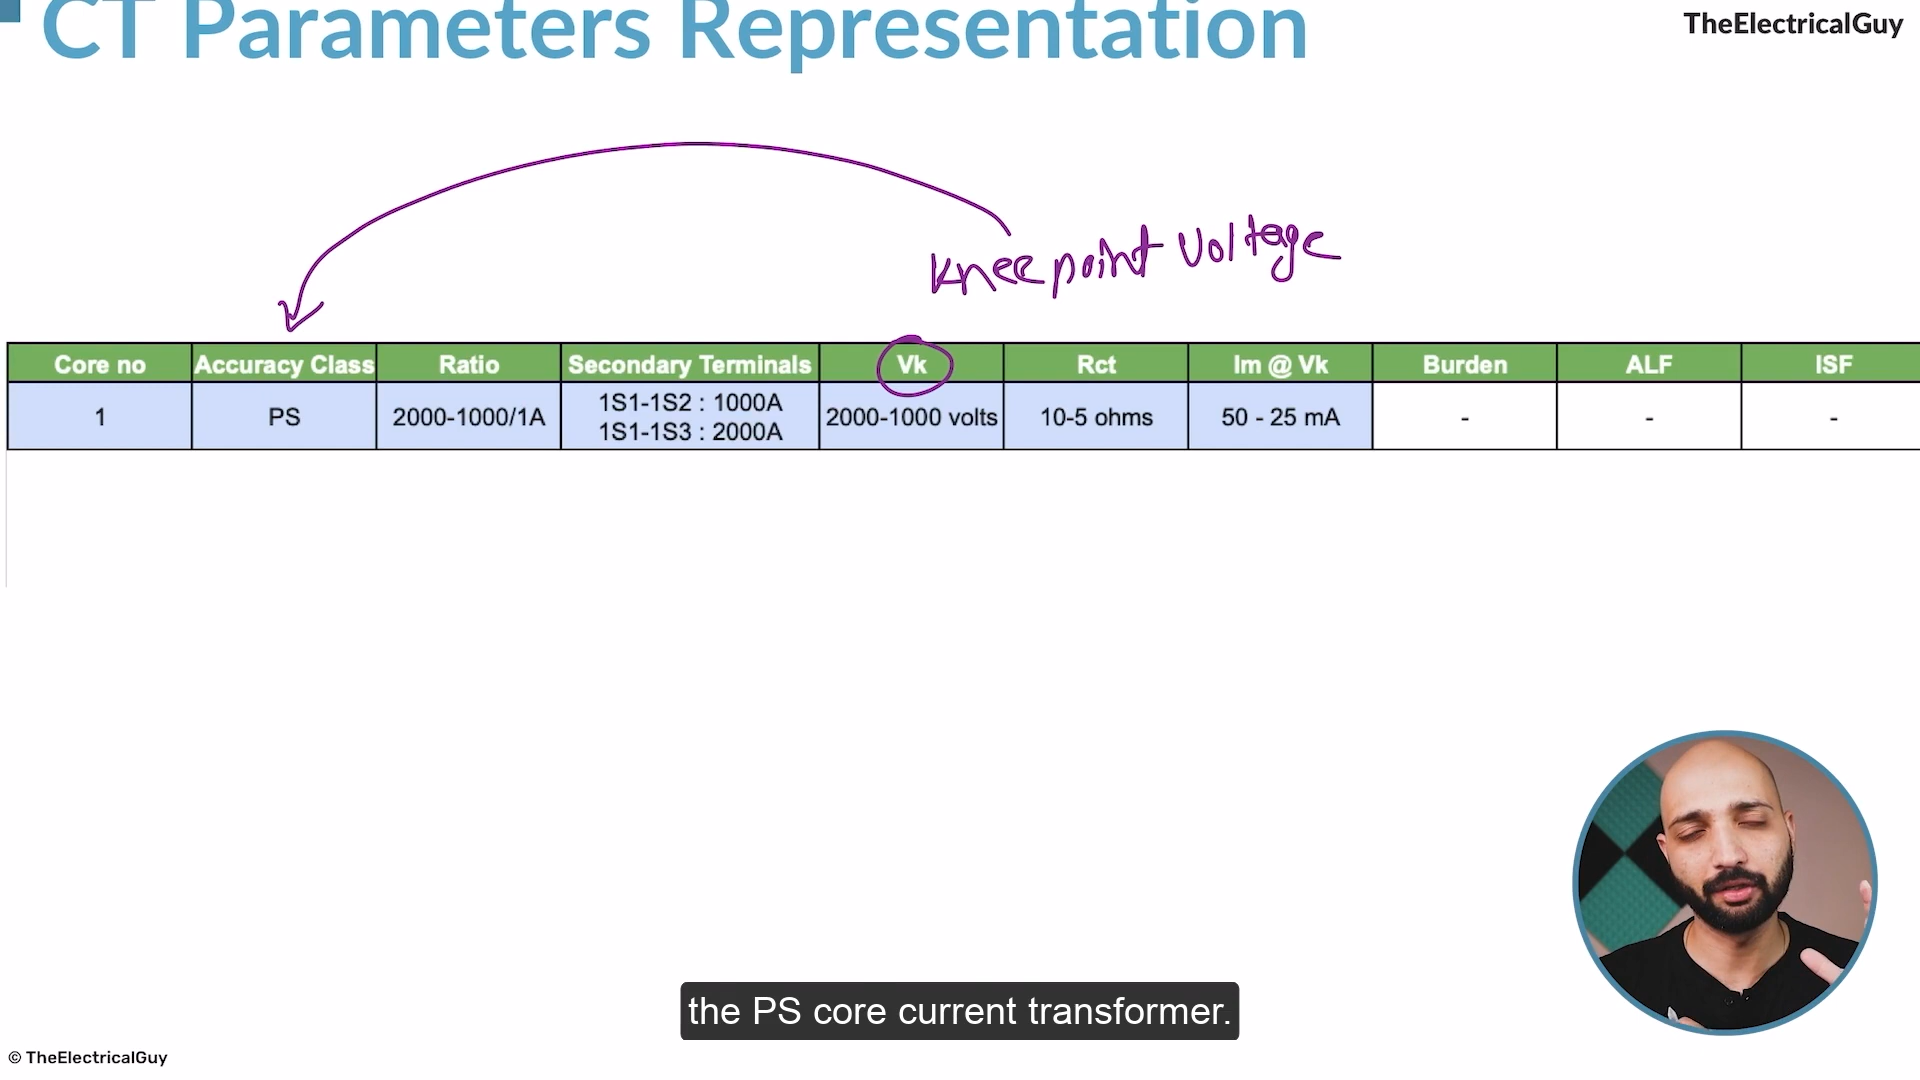 CT Parameters Representation
TheElectricalGuy
kneepoint Voltage
Core no Accuracy Class Ratio Secondary Terminals Vk Rct Im @ Vk Burden ALF ISF
1 PS 2000-1000/1A 1S1-1S2 : 1000A 2000-1000 volts 10-5 ohms 50 - 25 mA - - -
1S1-1S3 : 2000A
the PS core current transformer.
© TheElectricalGuy